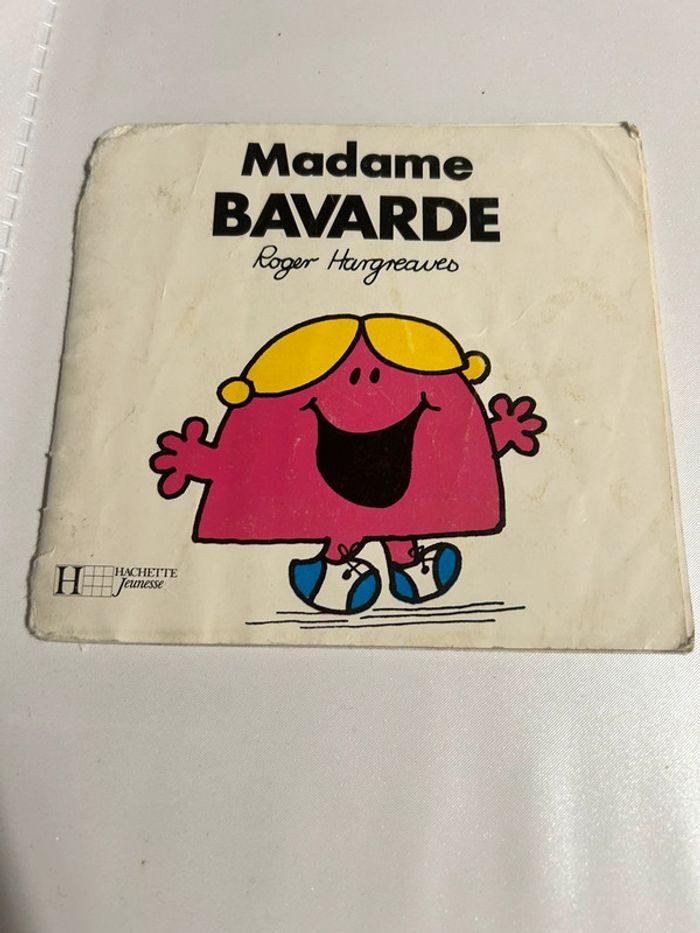 Madame
BAVARDE
Roger Hargreaves
H HACHETTE
Jeunesse